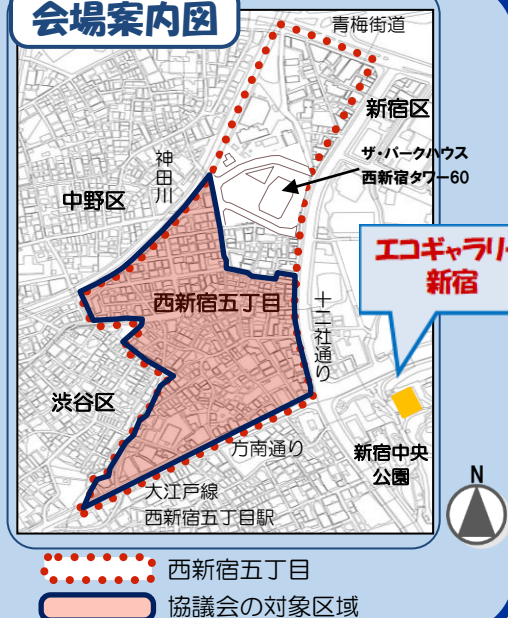 会場案内図
青梅街道
新宿区
ザ・パークハウス
西新宿タワー60
神田川
中野区
エコギャラリー
新宿
西新宿五丁目
十二社通り
渋谷区
方南通り
新宿中央
公園
大江戸線
西新宿五丁目駅
N
西新宿五丁目
協議会の対象区域